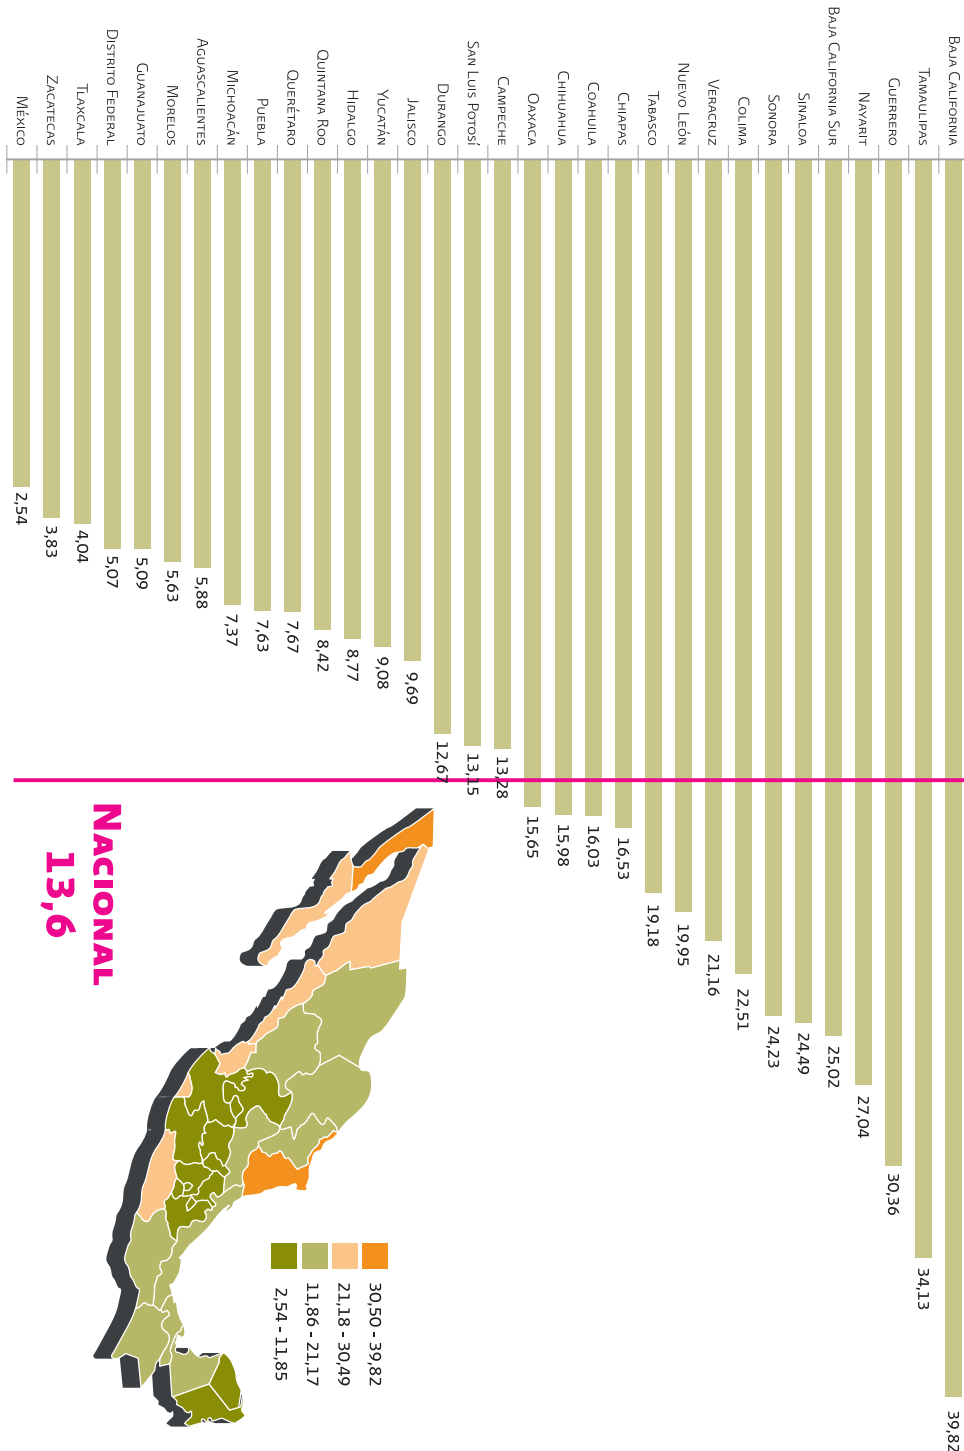 Baja California 39,82
Tamaulipas 34,13
Guerrero 30,36
Nayarit 27,04
Baja California Sur 25,02
Sinaloa 24,49
Sonora 24,23
Colima 22,51
Veracruz 21,16
Nuevo León 19,95
Tabasco 19,18
Chiapas 16,53
Coahuila 16,03
Chihuahua 15,98
Oaxaca 15,65
Campeche 13,28
San Luis Potosí 13,15
Durango 12,67
Jalisco 9,69
Yucatán 9,08
Hidalgo 8,77
Quintana Roo 8,42
Querétaro 7,67
Puebla 7,63
Michoacán 7,37
Aguascalientes 5,88
Morelos 5,63
Guanajuato 5,09
Distrito Federal 5,07
Tlaxcala 4,04
Zacatecas 3,83
México 2,54
30,50 - 39,82
21,18 - 30,49
11,86 - 21,17
2,54 - 11,85
Nacional
13,6